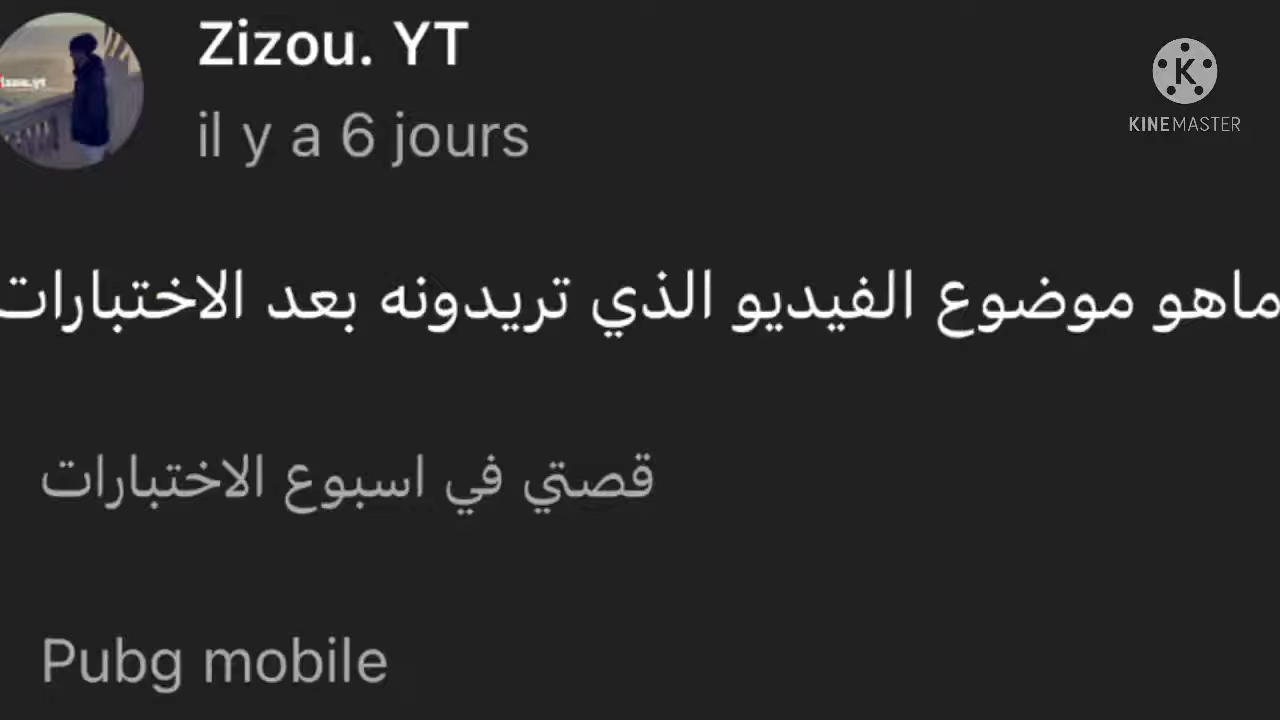 Zizou. YT
il y a 6 jours
KINEMASTER
ماهو موضوع الفيديو الذي تريدونه بعد الاختبارات
قصتي في اسبوع الاختبارات
Pubg mobile